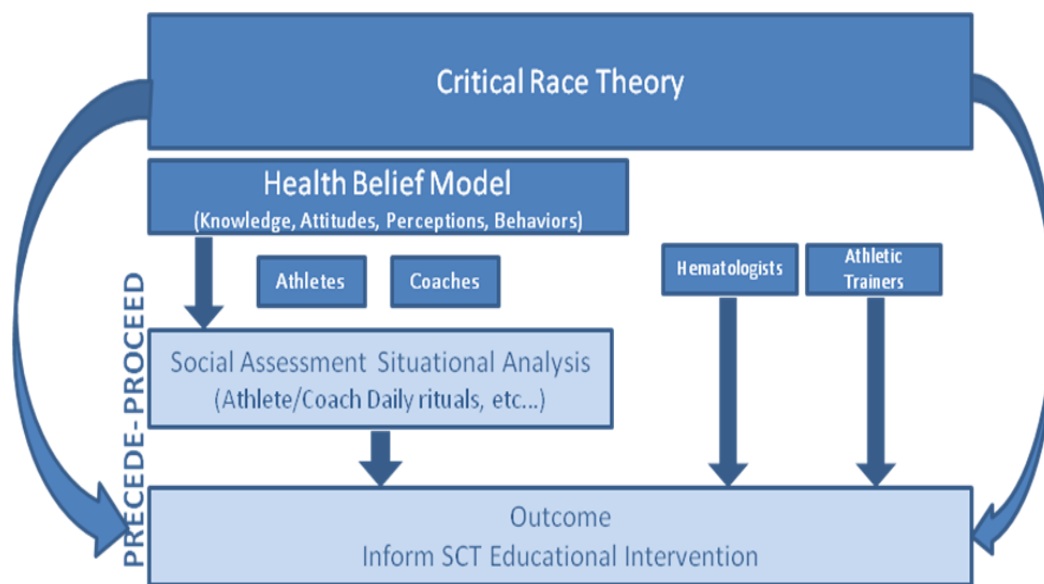 Critical Race Theory
Health Belief Model
(Knowledge, Attitudes, Perceptions, Behaviors)
Athletes
Coaches
Hematologists
Athletic
Trainers
PRECEDE-PROCEED
Social Assessment Situational Analysis
(Athlete/Coach Daily rituals, etc...)
Outcome
Inform SCT Educational Intervention